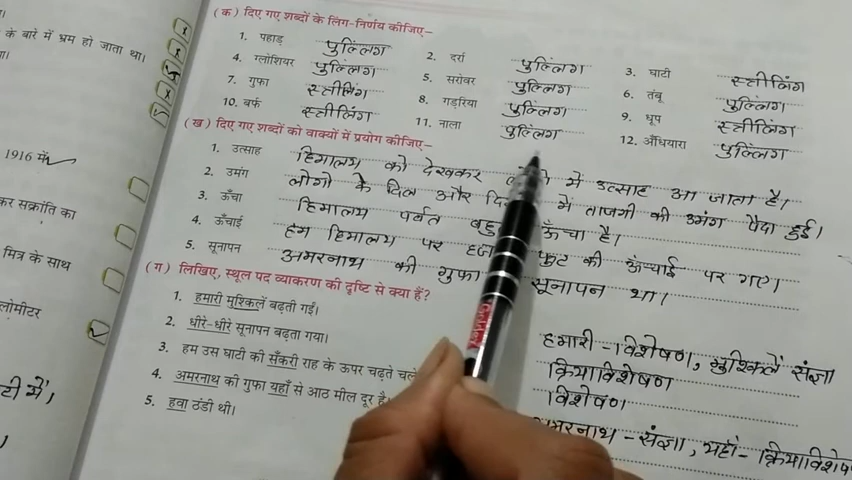 के बारे में भ्रम हो जाता था।
1916 में
कर सक्रांति का
मित्र के साथ
लोमीटर
टी में।
(क) दिए गए शब्दों के लिंग-निर्णय कीजिए–
1. पहाड़ पुल्लिंग 2. दर्रा पुल्लिंग 3. घाटी स्त्रीलिंग
4. ग्लेशियर पुल्लिंग 5. सरोवर पुल्लिंग 6. तंबू पुल्लिंग
7. गुफा स्त्रीलिंग 8. गड़रिया पुल्लिंग 9. धूप स्त्रीलिंग
10. बर्फ स्त्रीलिंग 11. नाला पुल्लिंग 12. अँधियारा पुल्लिंग
(ख) दिए गए शब्दों को वाक्यों में प्रयोग कीजिए–
1. उत्साह हिमालय को देखकर में उत्साह आ जाता है।
2. उमंग लोगो के दिल और में ताजगी की उमंग पैदा हुई।
3. ऊँचा हिमालय पर्वत बहुत ऊँचा है।
4. ऊँचाई हम हिमालय पर फुट की ऊँचाई पर गए।
5. सूनापन अमरनाथ की गुफा सूनापन था।
(ग) लिखिए, स्थूल पद व्याकरण की दृष्टि से क्या हैं?
1. हमारी मुश्किलें बढ़ती गईं। हमारी – विशेषण, मुश्किलें संज्ञा
2. धीरे-धीरे सूनापन बढ़ता गया। क्रियाविशेषण
3. हम उस घाटी की सँकरी राह के ऊपर चढ़ते चले विशेषण
4. अमरनाथ की गुफा यहाँ से आठ मील दूर है। अमरनाथ – संज्ञा, यहाँ – क्रियाविशे
5. हवा ठंडी थी।